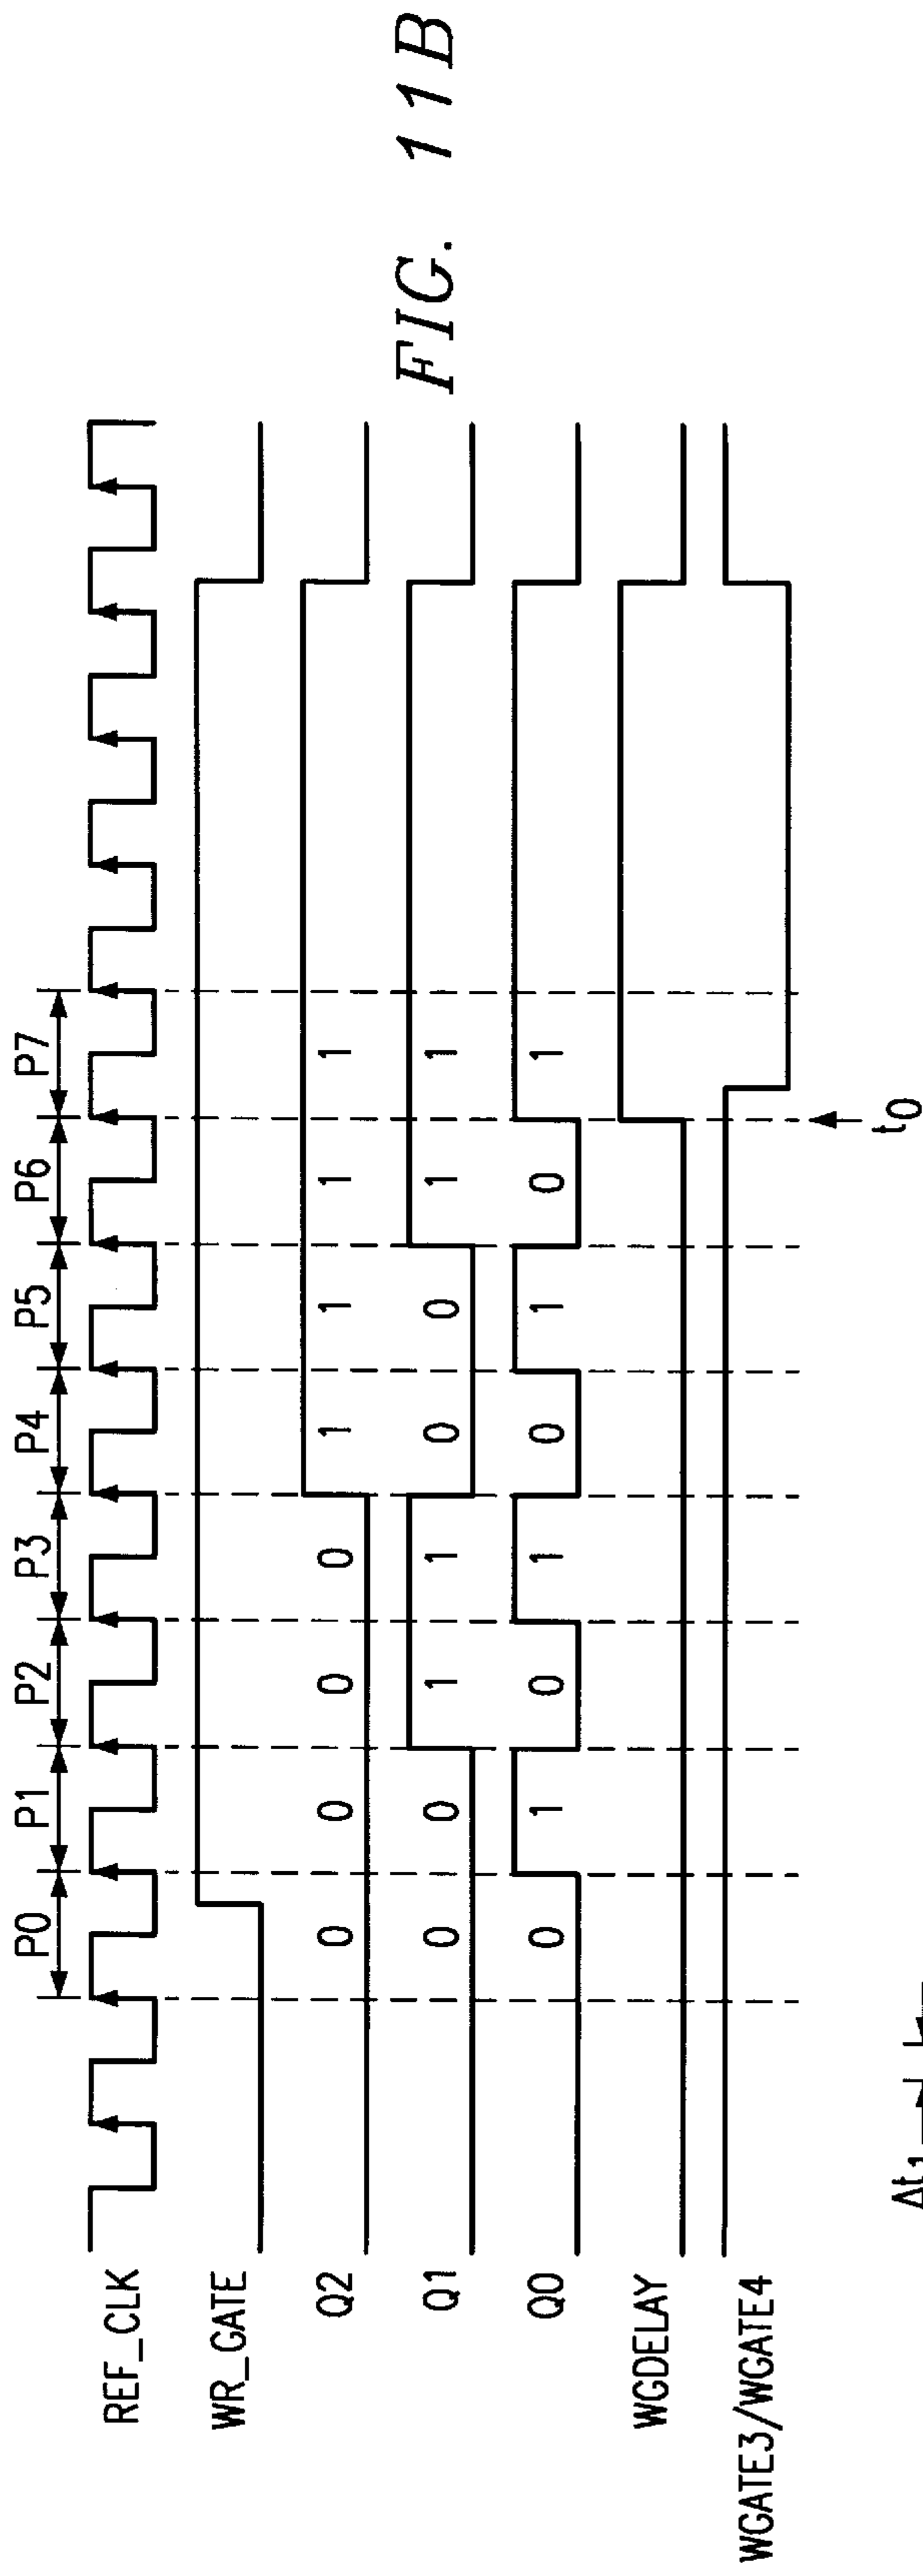 P0 P1 P2 P3 P4 P5 P6 P7
REF_CLK
WR_GATE
Q2 0 0 0 0 1 1 1 1
Q1 0 0 1 1 0 0 1 1
Q0 0 1 0 1 0 1 0 1
WGDELAY
WGATE3/WGATE4
t0
Δt1
FIG. 11B